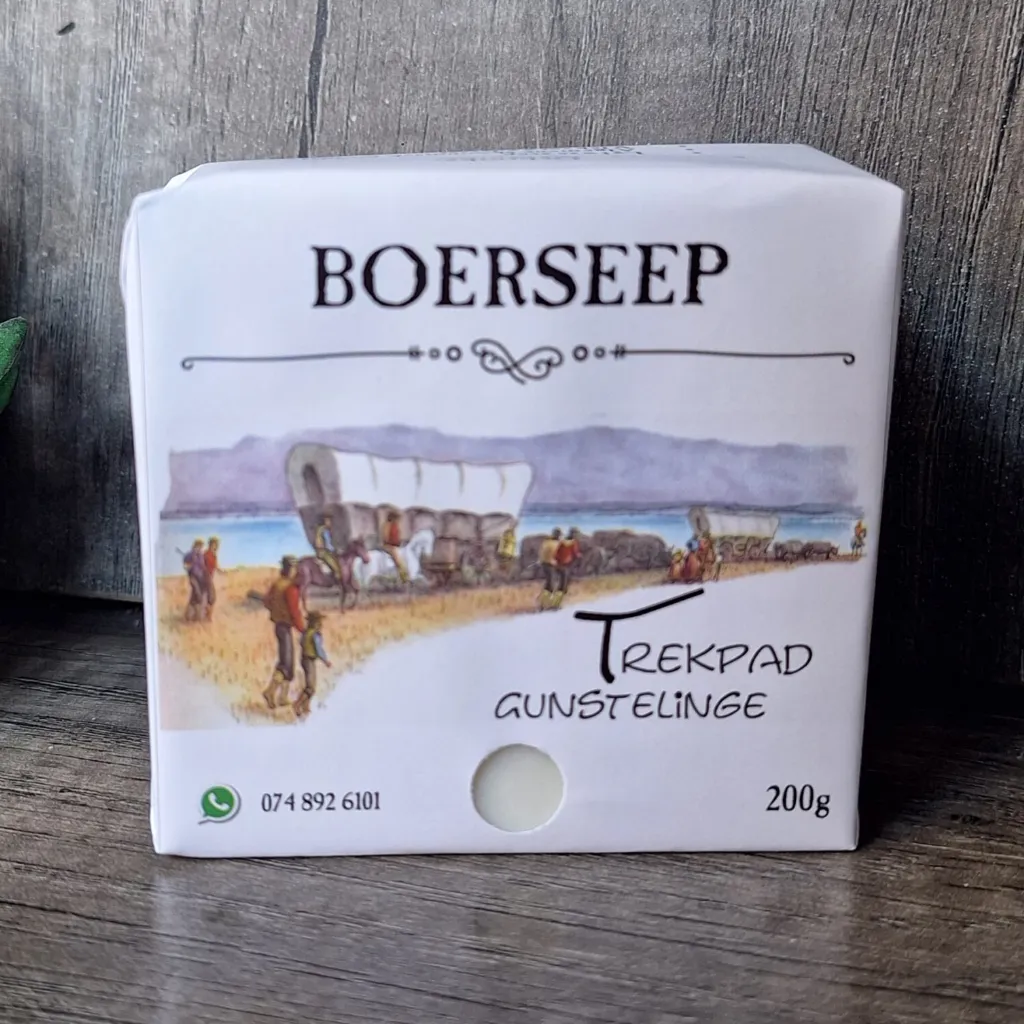 BOERSEEP
TREKPAD
GUNSTELiNGE
074 892 6101
200g